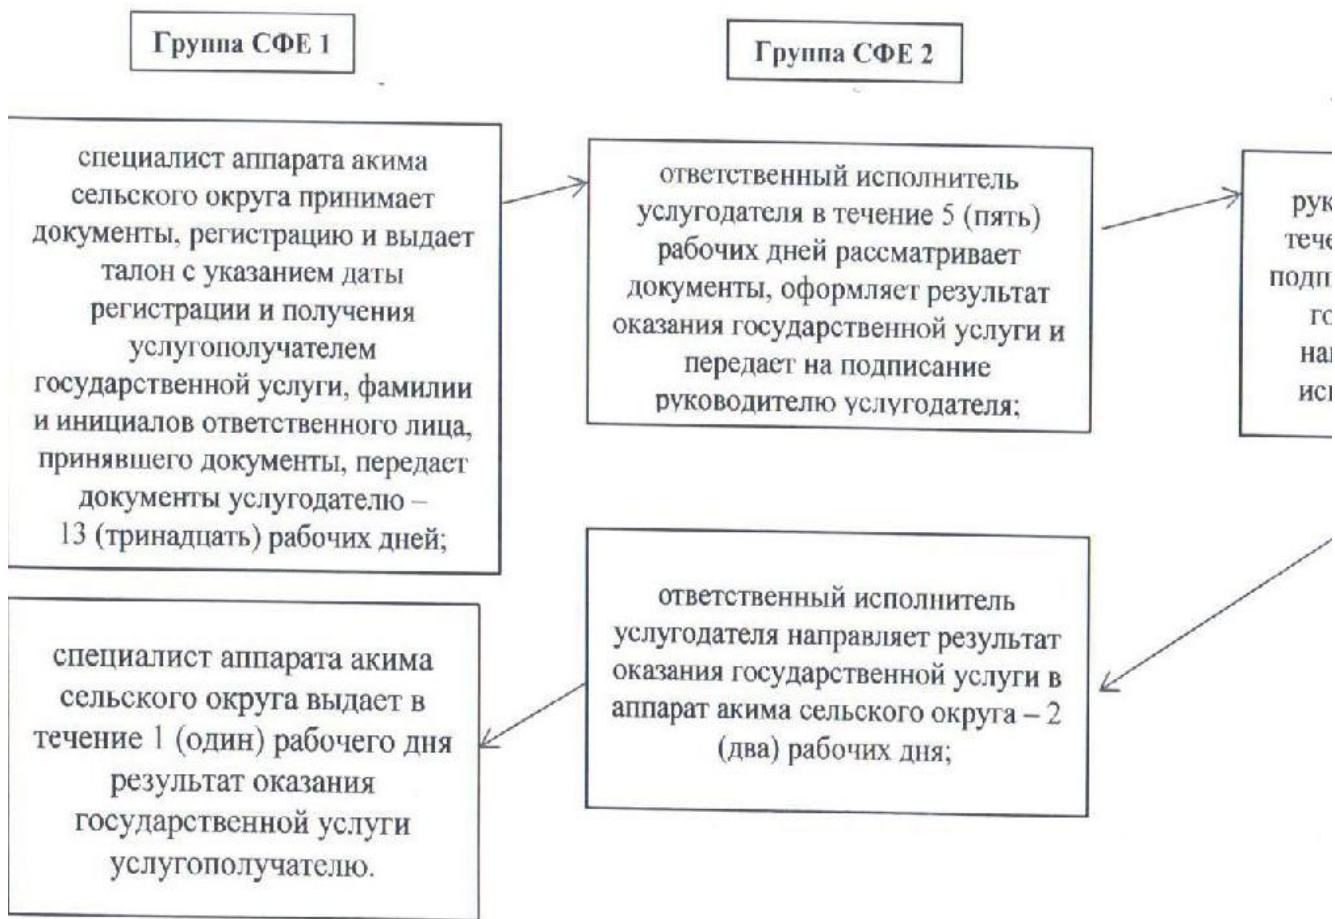 Группа СФЕ 1
Группа СФЕ 2
специалист аппарата акима
сельского округа принимает
документы, регистрацию и выдает
талон с указанием даты
регистрации и получения
услугополучателем
государственной услуги, фамилии
и инициалов ответственного лица,
принявшего документы, передает
документы услугодателю –
13 (тринадцать) рабочих дней;
ответственный исполнитель
услугодателя в течение 5 (пять)
рабочих дней рассматривает
документы, оформляет результат
оказания государственной услуги и
передает на подписание
руководителю услугодателя;
ответственный исполнитель
услугодателя направляет результат
оказания государственной услуги в
аппарат акима сельского округа – 2
(два) рабочих дня;
специалист аппарата акима
сельского округа выдает в
течение 1 (один) рабочего дня
результат оказания
государственной услуги
услугополучателю.